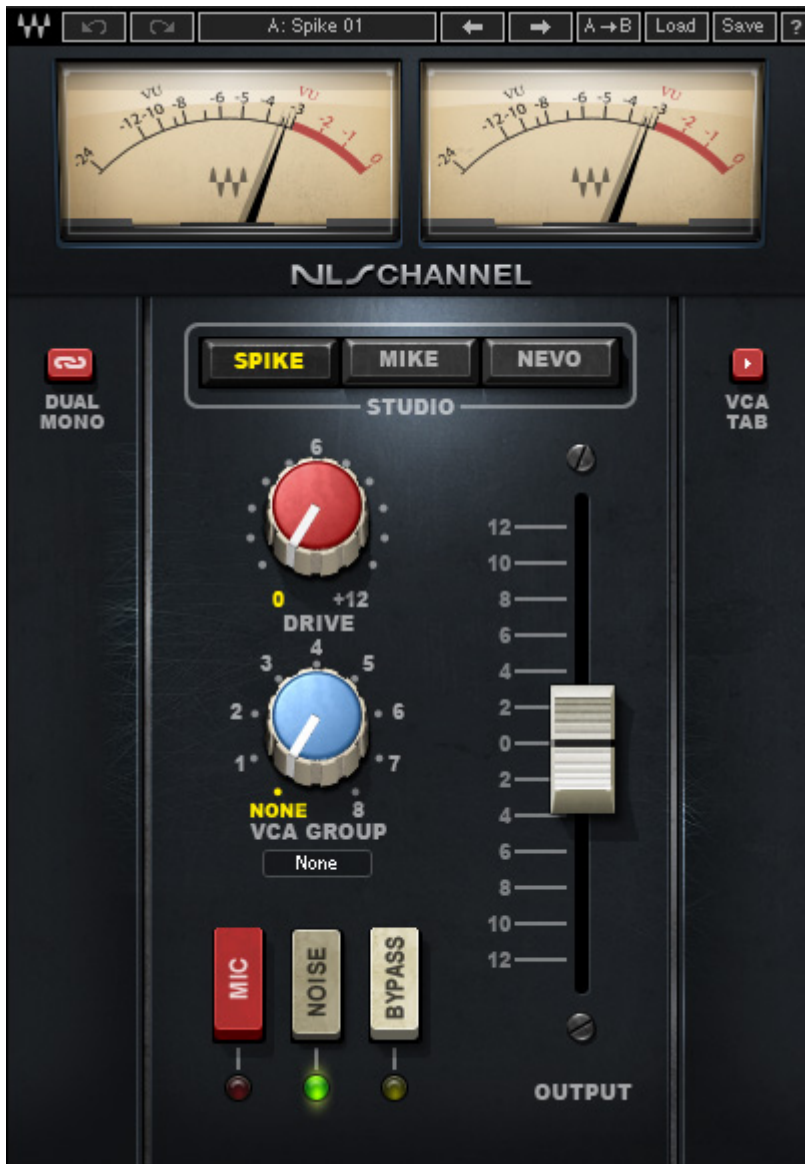 A: Spike 01 A→B Load Save ?
VU VU VU VU
-24 -12 -10 -8 -6 -5 -4 -3 -2 -1 0 -24 -12 -10 -8 -6 -5 -4 -3 -2 -1 0
NLS CHANNEL
SPIKE MIKE NEVO
STUDIO
DUAL
MONO
VCA
TAB
6
0 +12
DRIVE
4
3 5
2 6
1 7
NONE 8
VCA GROUP
None
12
10
8
6
4
2
0
2
4
6
8
10
12
MIC NOISE BYPASS
OUTPUT